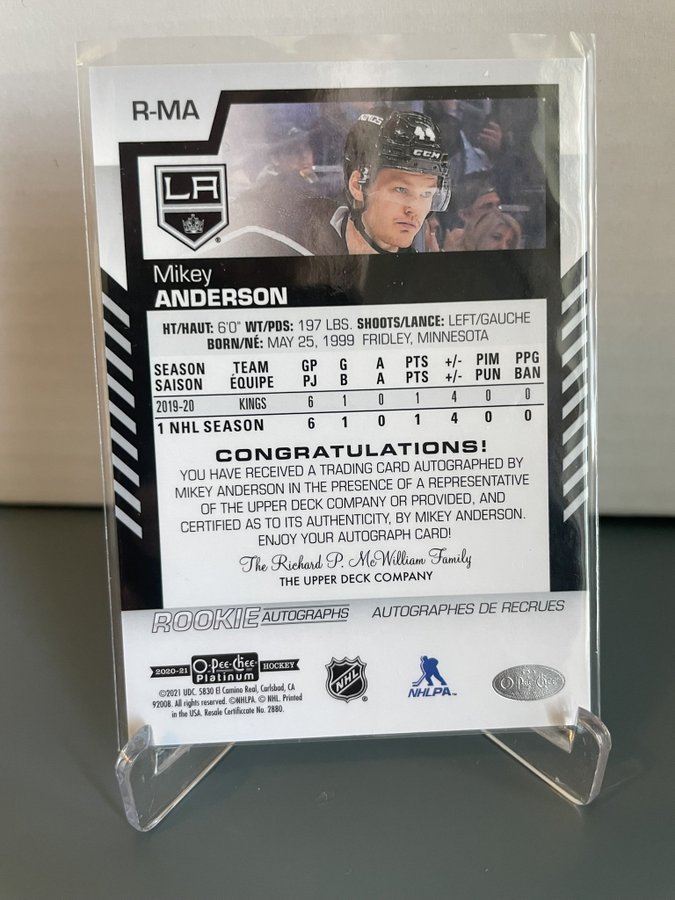 R-MA
KINGS
44
CCM
LA
Mikey
ANDERSON
HT/HAUT: 6'0" WT/PDS: 197 LBS. SHOOTS/LANCE: LEFT/GAUCHE
BORN/NÉ: MAY 25, 1999 FRIDLEY, MINNESOTA
SEASON TEAM GP G A PTS +/- PIM PPG
SAISON ÉQUIPE PJ B A PTS +/- PUN BAN
2019-20 KINGS 6 1 0 1 4 0 0
1 NHL SEASON 6 1 0 1 4 0 0
CONGRATULATIONS!
YOU HAVE RECEIVED A TRADING CARD AUTOGRAPHED BY
MIKEY ANDERSON IN THE PRESENCE OF A REPRESENTATIVE
OF THE UPPER DECK COMPANY OR PROVIDED, AND
CERTIFIED AS TO ITS AUTHENTICITY, BY MIKEY ANDERSON.
ENJOY YOUR AUTOGRAPH CARD!
The Richard P. McWilliam Family
THE UPPER DECK COMPANY
ROOKIE AUTOGRAPHS AUTOGRAPHES DE RECRUES
2020-21 O-Pee-Chee Platinum HOCKEY
NHL
NHLPA
O-Pee-Chee
©2021 UDC. 5830 El Camino Real, Carlsbad, CA
92008. All rights reserved. ©NHLPA. © NHL. Printed
in the USA. Resale Certificate No. 2880.